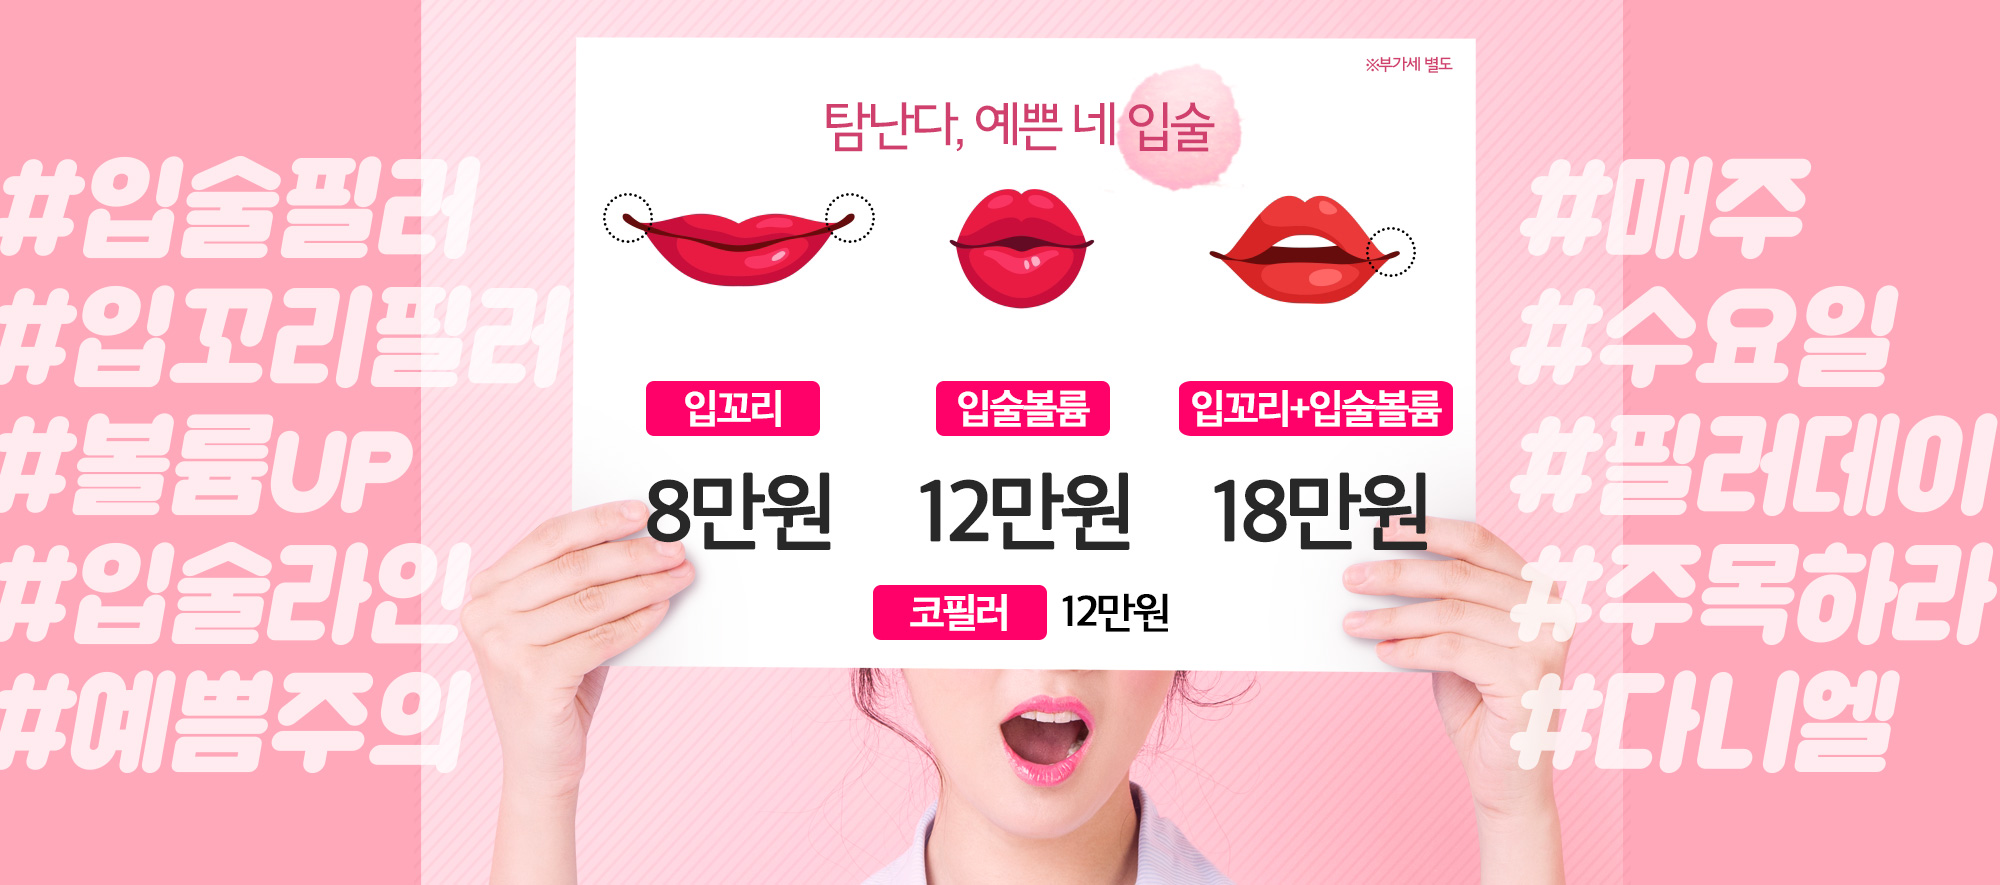 ※부가세 별도
탐난다, 예쁜 네 입술
입꼬리
입술볼륨
입꼬리+입술볼륨
8만원
12만원
18만원
코필러 12만원
#입술필러
#입꼬리필러
#볼륨UP
#입술라인
#예쁨주의
#매주
#수요일
#필러데이
#주목하라
#다니엘